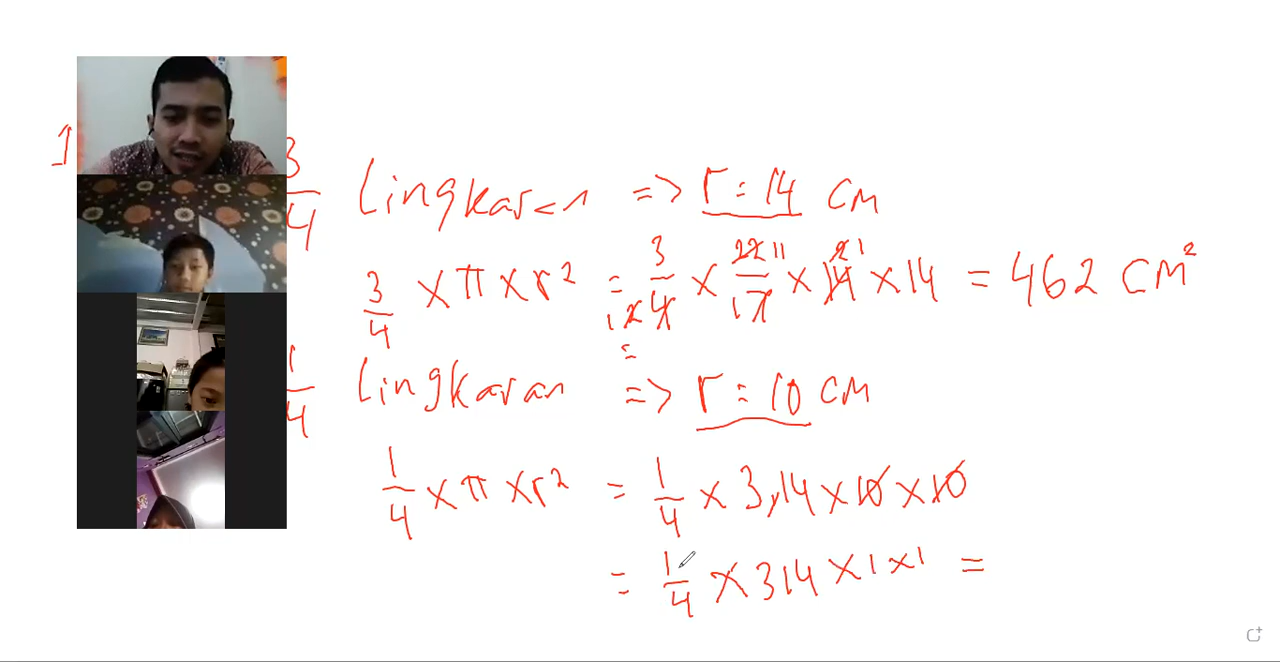 1
3/4 lingkaran => r = 14 cm
3/4 × π × r² = 3/4 × 22/7 × 14 × 14 = 462 cm²
=
1/4 lingkaran => r = 10 cm
1/4 × π × r² = 1/4 × 3,14 × 10 × 10
= 1/4 × 314 × 1 × 1 =